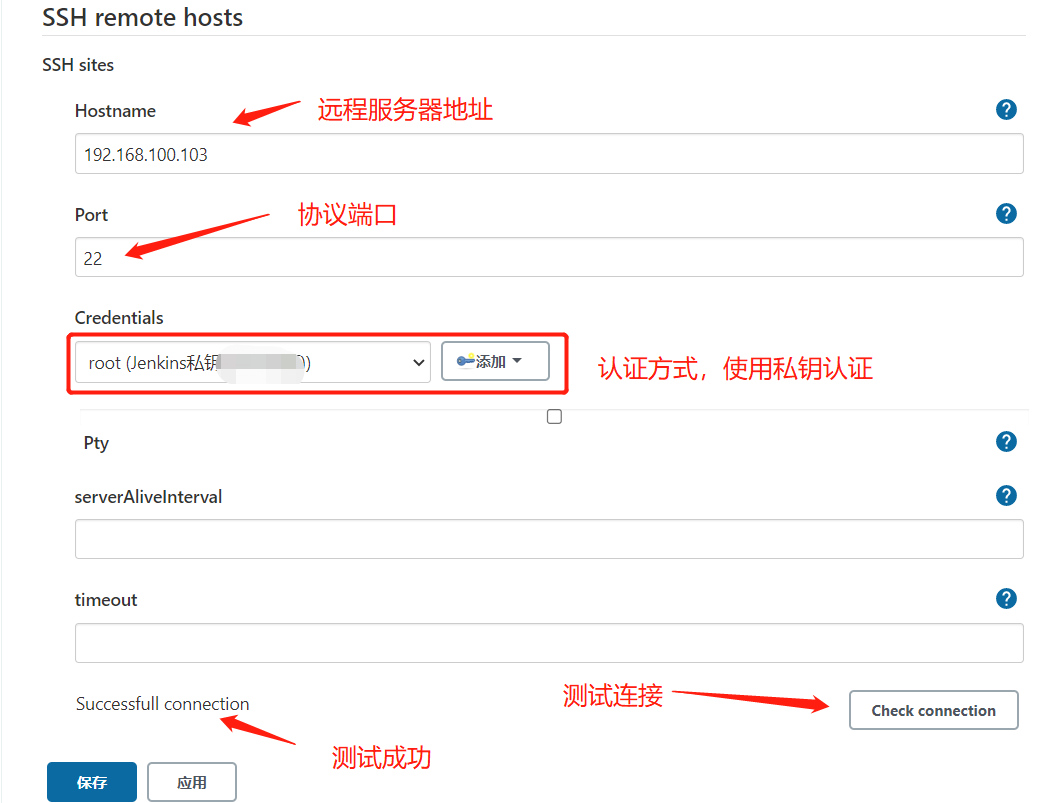 SSH remote hosts
SSH sites
Hostname
远程服务器地址
192.168.100.103
Port
协议端口
22
Credentials
root (Jenkins私钥
添加
认证方式，使用私钥认证
Pty
serverAliveInterval
timeout
Successfull connection
测试连接
Check connection
测试成功
保存
应用